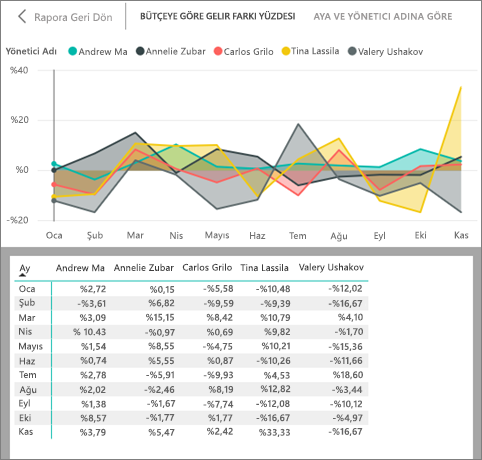 Rapora Geri Dön
BÜTÇEYE GÖRE GELIR FARKI YÜZDESI
AYA VE YÖNETICI ADINA GÖRE
Yönetici Adı Andrew Ma Annelie Zubar Carlos Grilo Tina Lassila Valery Ushakov
%40
%20
%0
-%20
Oca Şub Mar Nis Mayıs Haz Tem Ağu Eyl Eki Kas
Ay Andrew Ma Annelie Zubar Carlos Grilo Tina Lassila Valery Ushakov
Oca %2,72 %0,15 -%5,58 -%10,48 -%12,02
Şub -%3,61 %6,82 -%9,59 -%9,39 -%16,67
Mar %3,09 %15,15 %8,42 %10,79 %4,10
Nis % 10.43 -%0,97 %0,69 %9,82 -%1,70
Mayıs %1,54 %8,55 -%4,75 %10,21 -%15,36
Haz %0,74 %5,55 %0,87 -%10,26 -%11,66
Tem %2,78 -%5,91 -%9,93 %4,53 %18,60
Ağu %2,02 -%2,46 %8,19 %12,82 -%3,44
Eyl %1,38 -%1,67 -%7,74 -%12,08 -%10,12
Eki %8,57 -%1,77 %1,77 -%16,67 -%4,97
Kas %3,79 %5,47 %2,42 %33,33 -%16,67